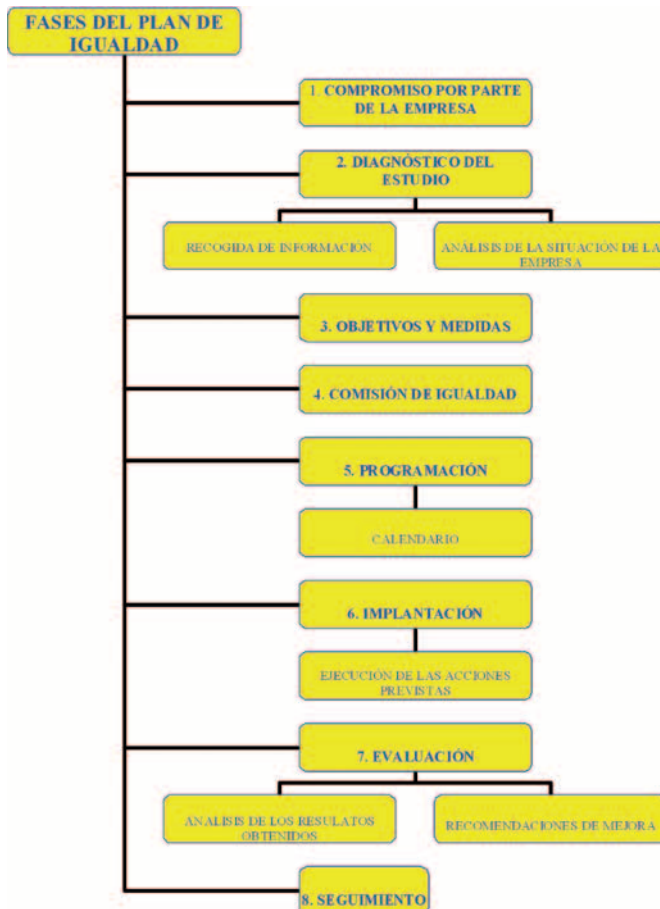 FASES DEL PLAN DE
IGUALDAD
1. COMPROMISO POR PARTE
DE LA EMPRESA
2. DIAGNÓSTICO DEL
ESTUDIO
RECOGIDA DE INFORMACIÓN
ANÁLISIS DE LA SITUACIÓN DE LA
EMPRESA
3. OBJETIVOS Y MEDIDAS
4. COMISIÓN DE IGUALDAD
5. PROGRAMACIÓN
CALENDARIO
6. IMPLANTACIÓN
EJECUCIÓN DE LAS ACCIONES
PREVISTAS
7. EVALUACIÓN
ANALISIS DE LOS RESULATOS
OBTENIDOS
RECOMENDACIONES DE MEJORA
8. SEGUIMIENTO